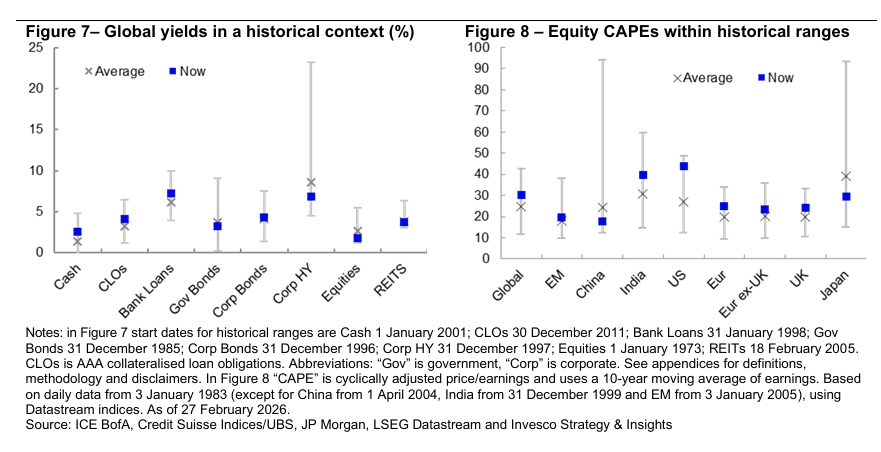 Figure 7– Global yields in a historical context (%)
25
20
15
10
5
0
Average
Now
Cash
CLOs
Bank Loans
Gov Bonds
Corp Bonds
Corp HY
Equities
REITS
Figure 8 – Equity CAPEs within historical ranges
100
90
80
70
60
50
40
30
20
10
0
Average
Now
Global
EM
China
India
US
Eur
Eur ex-UK
UK
Japan
Notes: in Figure 7 start dates for historical ranges are Cash 1 January 2001; CLOs 30 December 2011; Bank Loans 31 January 1998; Gov
Bonds 31 December 1985; Corp Bonds 31 December 1996; Corp HY 31 December 1997; Equities 1 January 1973; REITs 18 February 2005.
CLOs is AAA collateralised loan obligations. Abbreviations: “Gov” is government, “Corp” is corporate. See appendices for definitions,
methodology and disclaimers. In Figure 8 “CAPE” is cyclically adjusted price/earnings and uses a 10-year moving average of earnings. Based
on daily data from 3 January 1983 (except for China from 1 April 2004, India from 31 December 1999 and EM from 3 January 2005), using
Datastream indices. As of 27 February 2026.
Source: ICE BofA, Credit Suisse Indices/UBS, JP Morgan, LSEG Datastream and Invesco Strategy & Insights